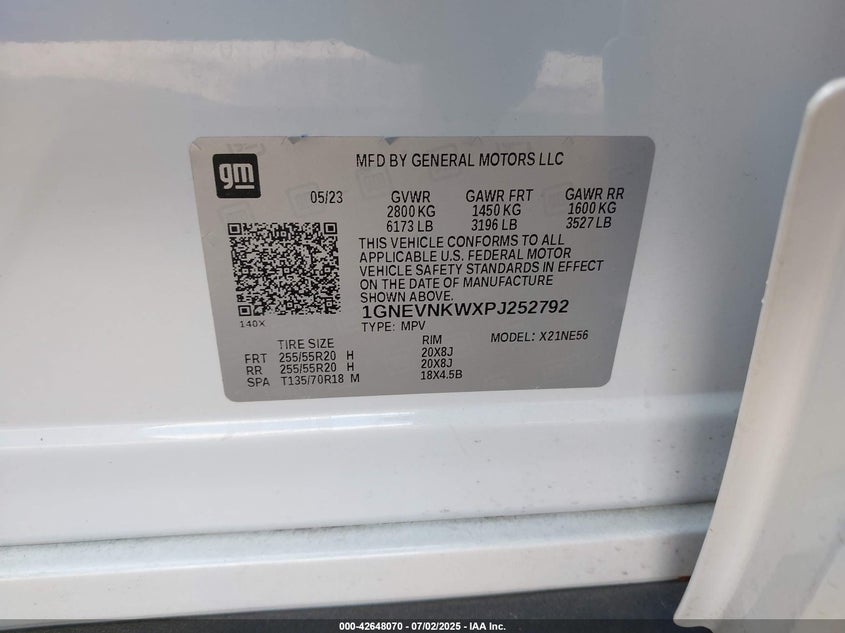 gm
MFD BY GENERAL MOTORS LLC
05/23
GVWR GAWR FRT GAWR RR
2800 KG 1450 KG 1600 KG
6173 LB 3196 LB 3527 LB
THIS VEHICLE CONFORMS TO ALL
APPLICABLE U.S. FEDERAL MOTOR
VEHICLE SAFETY STANDARDS IN EFFECT
ON THE DATE OF MANUFACTURE
SHOWN ABOVE.
140X
1GNEVNKWXPJ252792
TYPE: MPV MODEL: X21NE56
TIRE SIZE RIM
FRT 255/55R20 H 20X8J
RR 255/55R20 H 20X8J
SPA T135/70R18 M 18X4.5B
000-42648070 - 07/02/2025 - IAA Inc.